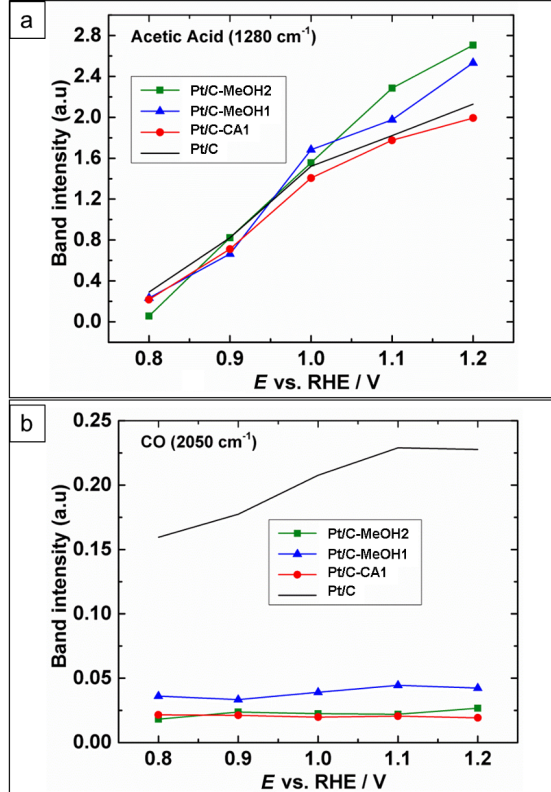 a
Acetic Acid (1280 cm⁻¹)
Pt/C-MeOH2
Pt/C-MeOH1
Pt/C-CA1
Pt/C
Band intensity (a.u)
2.8
2.4
2.0
1.6
1.2
0.8
0.4
0.0
0.8 0.9 1.0 1.1 1.2
E vs. RHE / V
b
CO (2050 cm⁻¹)
Pt/C-MeOH2
Pt/C-MeOH1
Pt/C-CA1
Pt/C
Band intensity (a.u)
0.25
0.20
0.15
0.10
0.05
0.00
0.8 0.9 1.0 1.1 1.2
E vs. RHE / V